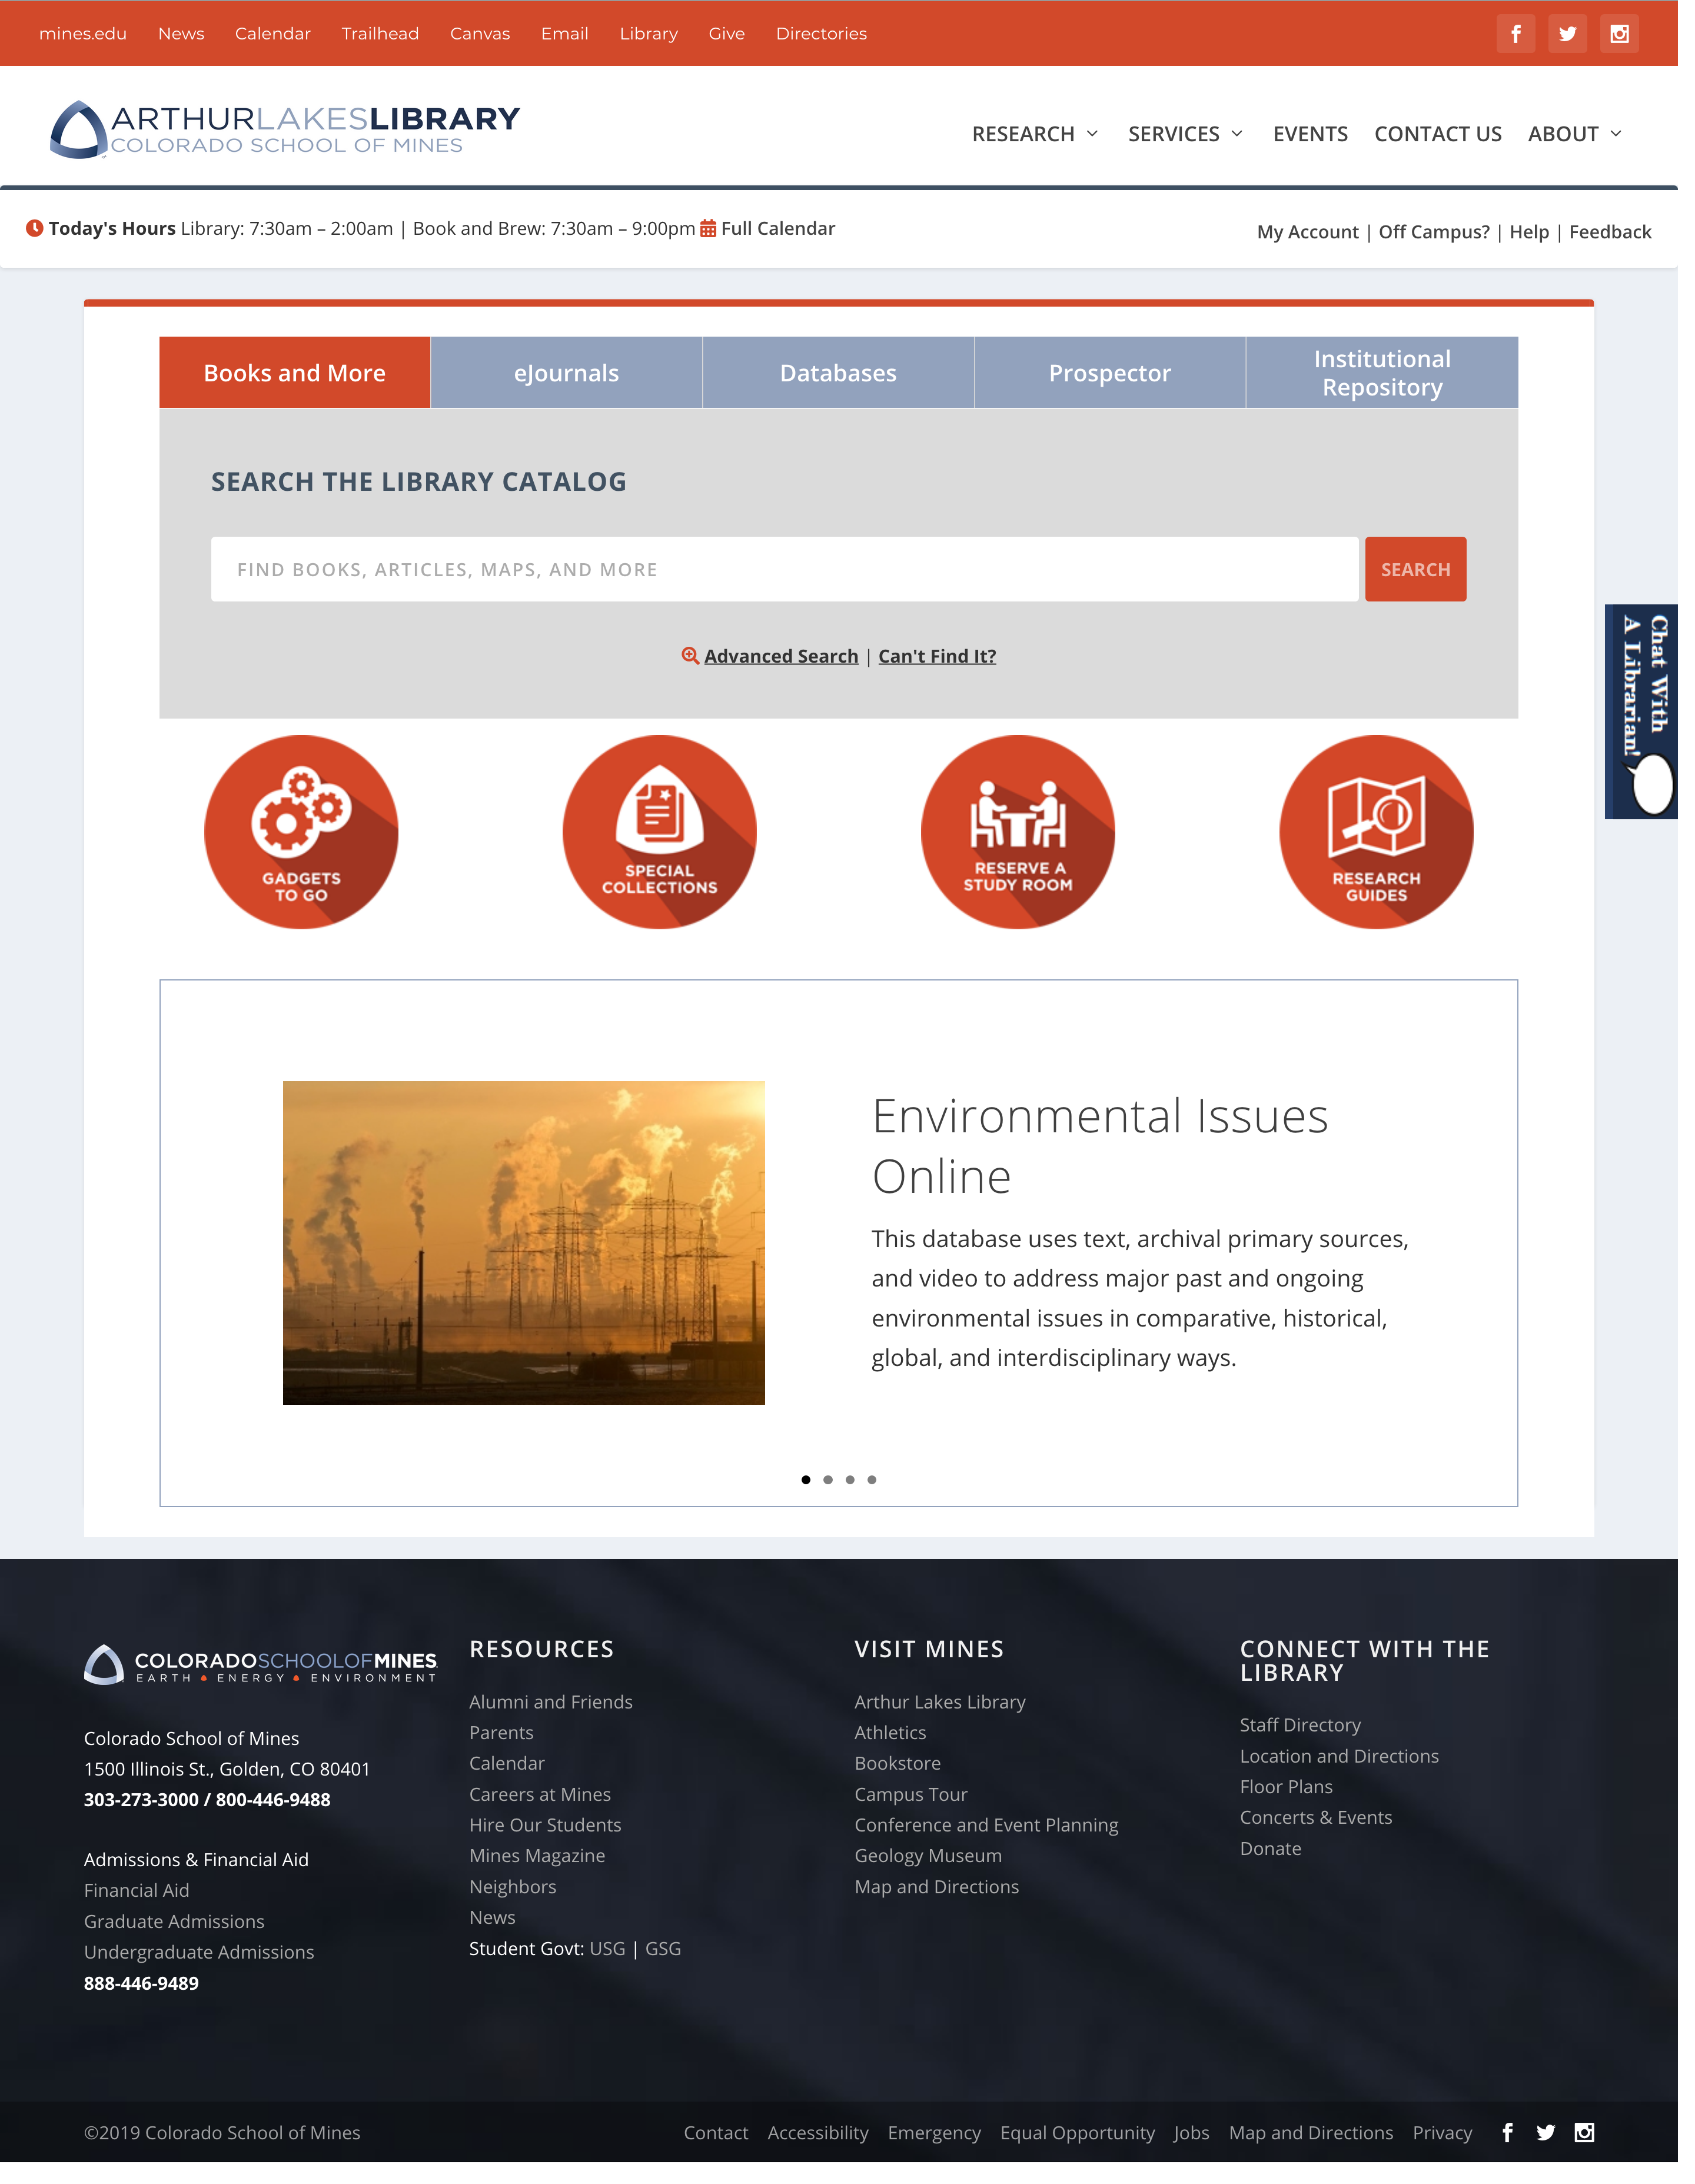 mines.edu News Calendar Trailhead Canvas Email Library Give Directories
ARTHURLAKESLIBRARY
COLORADO SCHOOL OF MINES
RESEARCH SERVICES EVENTS CONTACT US ABOUT
Today's Hours Library: 7:30am – 2:00am | Book and Brew: 7:30am – 9:00pm Full Calendar
My Account | Off Campus? | Help | Feedback
Books and More
eJournals
Databases
Prospector
Institutional
Repository
SEARCH THE LIBRARY CATALOG
FIND BOOKS, ARTICLES, MAPS, AND MORE
SEARCH
Advanced Search | Can't Find It?
Chat With
A Librarian!
GADGETS
TO GO
SPECIAL
COLLECTIONS
RESERVE A
STUDY ROOM
RESEARCH
GUIDES
Environmental Issues
Online
This database uses text, archival primary sources,
and video to address major past and ongoing
environmental issues in comparative, historical,
global, and interdisciplinary ways.
COLORADOSCHOOLOFMINES
EARTH • ENERGY • ENVIRONMENT
Colorado School of Mines
1500 Illinois St., Golden, CO 80401
303-273-3000 / 800-446-9488
Admissions & Financial Aid
Financial Aid
Graduate Admissions
Undergraduate Admissions
888-446-9489
RESOURCES
Alumni and Friends
Parents
Calendar
Careers at Mines
Hire Our Students
Mines Magazine
Neighbors
News
Student Govt: USG | GSG
VISIT MINES
Arthur Lakes Library
Athletics
Bookstore
Campus Tour
Conference and Event Planning
Geology Museum
Map and Directions
CONNECT WITH THE
LIBRARY
Staff Directory
Location and Directions
Floor Plans
Concerts & Events
Donate
©2019 Colorado School of Mines
Contact Accessibility Emergency Equal Opportunity Jobs Map and Directions Privacy